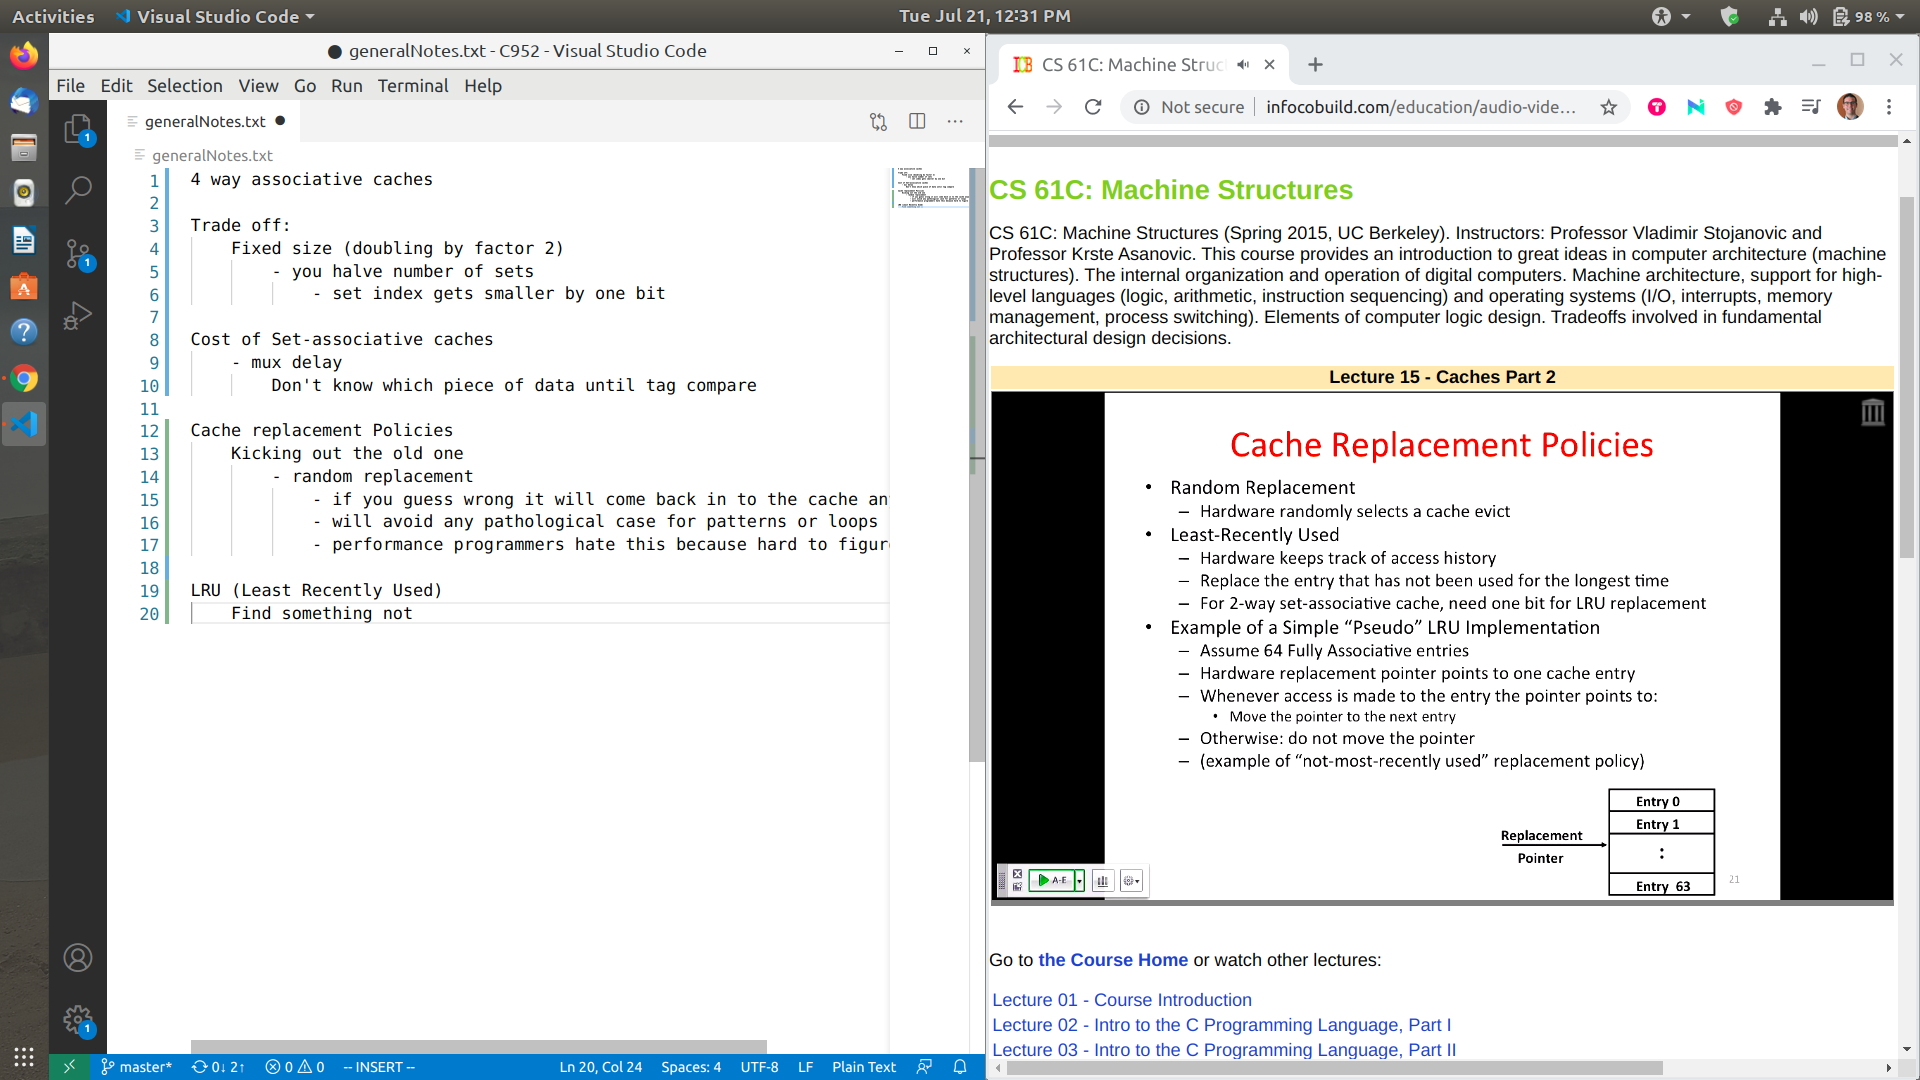 Activities
Visual Studio Code
Tue Jul 21, 12:31 PM
98 %
generalNotes.txt - C952 - Visual Studio Code
File Edit Selection View Go Run Terminal Help
generalNotes.txt
generalNotes.txt
1 4 way associative caches
2
3 Trade off:
4 Fixed size (doubling by factor 2)
5 - you halve number of sets
6 - set index gets smaller by one bit
7
8 Cost of Set-associative caches
9 - mux delay
10 Don't know which piece of data until tag compare
11
12 Cache replacement Policies
13 Kicking out the old one
14 - random replacement
15 - if you guess wrong it will come back in to the cache an
16 - will avoid any pathological case for patterns or loops
17 - performance programmers hate this because hard to figur
18
19 LRU (Least Recently Used)
20 Find something not
1
1
1
master* 0↓ 2↑ 0 0 -- INSERT --
Ln 20, Col 24 Spaces: 4 UTF-8 LF Plain Text
CS 61C: Machine Struc
Not secure infocobuild.com/education/audio-vide...
CS 61C: Machine Structures
CS 61C: Machine Structures (Spring 2015, UC Berkeley). Instructors: Professor Vladimir Stojanovic and
Professor Krste Asanovic. This course provides an introduction to great ideas in computer architecture (machine
structures). The internal organization and operation of digital computers. Machine architecture, support for high-
level languages (logic, arithmetic, instruction sequencing) and operating systems (I/O, interrupts, memory
management, process switching). Elements of computer logic design. Tradeoffs involved in fundamental
architectural design decisions.
Lecture 15 - Caches Part 2
Cache Replacement Policies
• Random Replacement
– Hardware randomly selects a cache evict
• Least-Recently Used
– Hardware keeps track of access history
– Replace the entry that has not been used for the longest time
– For 2-way set-associative cache, need one bit for LRU replacement
• Example of a Simple “Pseudo” LRU Implementation
– Assume 64 Fully Associative entries
– Hardware replacement pointer points to one cache entry
– Whenever access is made to the entry the pointer points to:
• Move the pointer to the next entry
– Otherwise: do not move the pointer
– (example of “not-most-recently used” replacement policy)
Entry 0
Entry 1
:
Entry 63
Replacement
Pointer
21
A-E
Go to the Course Home or watch other lectures:
Lecture 01 - Course Introduction
Lecture 02 - Intro to the C Programming Language, Part I
Lecture 03 - Intro to the C Programming Language, Part II